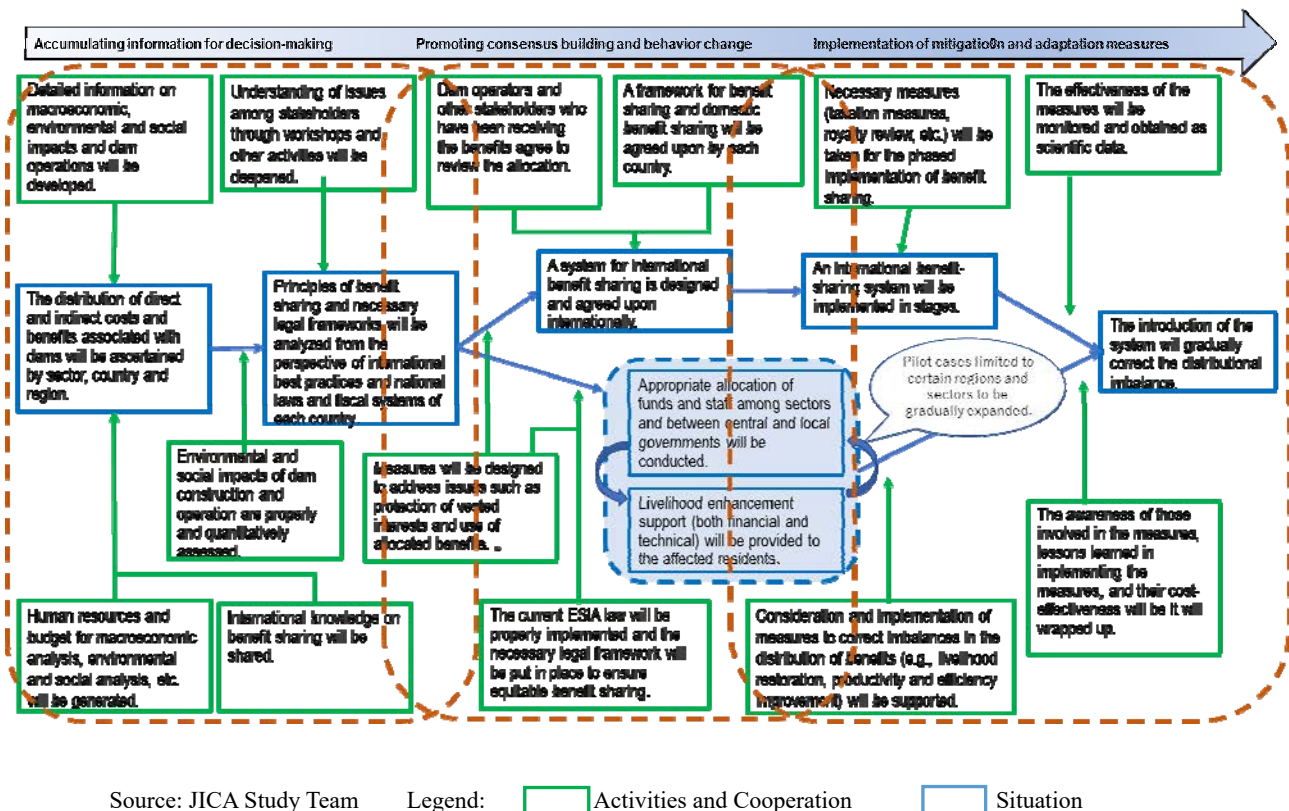 Accumulating information for decision-making
Promoting consensus building and behavior change
Implementation of mitigation and adaptation measures
Detailed information on
macroeconomic,
environmental and social
impacts and dam
operations will be
developed.
Understanding of issues
among stakeholders
through workshops and
other activities will be
deepened.
Dam operators and
other stakeholders who
have been receiving
the benefits agree to
review the allocation.
A framework for benefit
sharing and domestic
benefit sharing will be
agreed upon by each
country.
Necessary measures
(taxation measures,
royalty review, etc.) will be
taken for the phased
implementation of benefit
sharing.
The effectiveness of the
measures will be
monitored and obtained as
scientific data.
The distribution of direct
and indirect costs and
benefits associated with
dams will be ascertained
by sector, country and
region.
Principles of benefit
sharing and necessary
legal frameworks will be
analyzed from the
perspective of international
best practices and national
laws and fiscal systems of
each country.
A system for international
benefit sharing is designed
and agreed upon
internationally.
An international benefit-
sharing system will be
implemented in stages.
The introduction of the
system will gradually
correct the distributional
imbalance.
Pilot cases limited to
certain regions and
sectors to be
gradually expanded.
Appropriate allocation of
funds and staff among sectors
and between central and local
governments will be
conducted.
Livelihood enhancement
support (both financial and
technical) will be provided to
the affected residents.
Environmental and
social impacts of dam
construction and
operation are properly
and quantitatively
assessed.
Measures will be designed
to address issues such as
protection of vested
interests and use of
allocated benefits. ..
The awareness of those
involved in the measures,
lessons learned in
implementing the
measures, and their cost-
effectiveness will be it will
wrapped up.
Human resources and
budget for macroeconomic
analysis, environmental
and social analysis, etc.
will be generated.
International knowledge on
benefit sharing will be
shared.
The current ESIA law will be
properly implemented and the
necessary legal framework will
be put in place to ensure
equitable benefit sharing.
Consideration and implementation of
measures to correct imbalances in the
distribution of benefits (e.g., livelihood
restoration, productivity and efficiency
improvement) will be supported.
Source: JICA Study Team Legend: Activities and Cooperation Situation